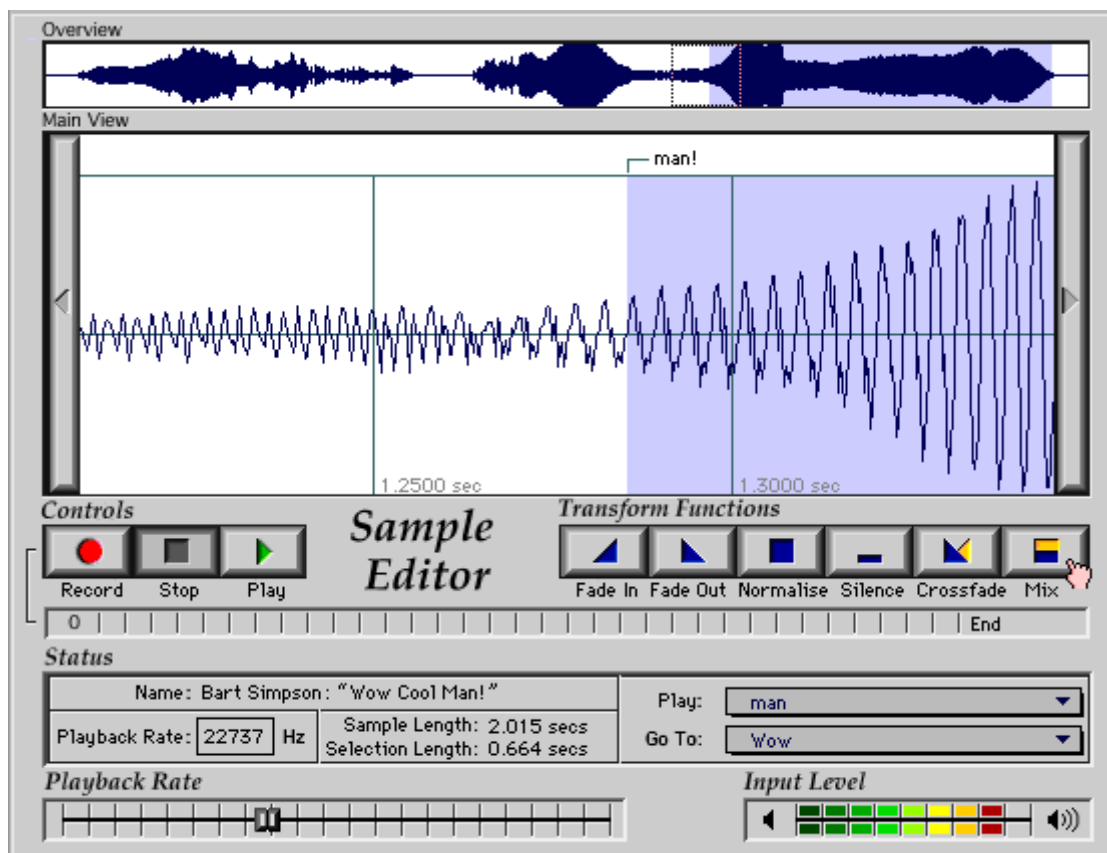 Overview
Main View
man!
1.2500 sec
1.3000 sec
Controls
Sample
Editor
Transform Functions
Record
Stop
Play
Fade In
Fade Out
Normalise
Silence
Crossfade
Mix
0
End
Status
Name: Bart Simpson: "Wow Cool Man!"
Playback Rate: 22737 Hz
Sample Length: 2.015 secs
Selection Length: 0.664 secs
Play: man
Go To: Wow
Playback Rate
Input Level